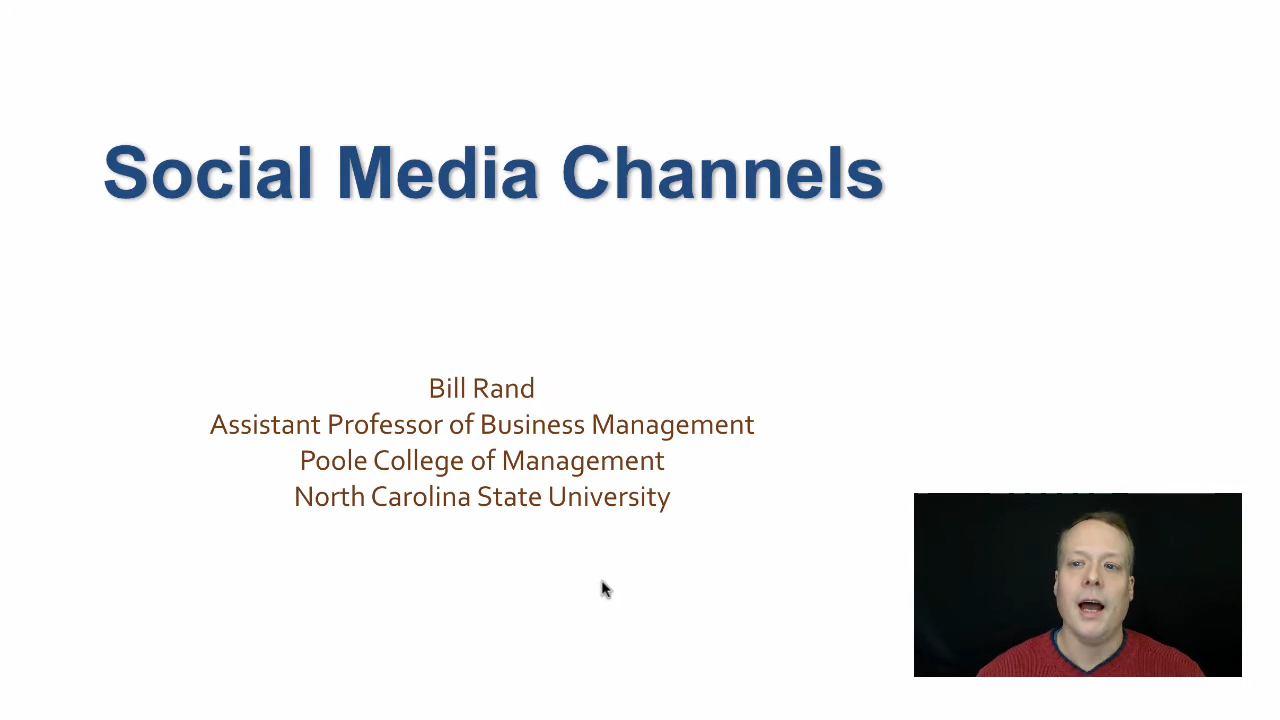 Social Media Channels
Bill Rand
Assistant Professor of Business Management
Poole College of Management
North Carolina State University